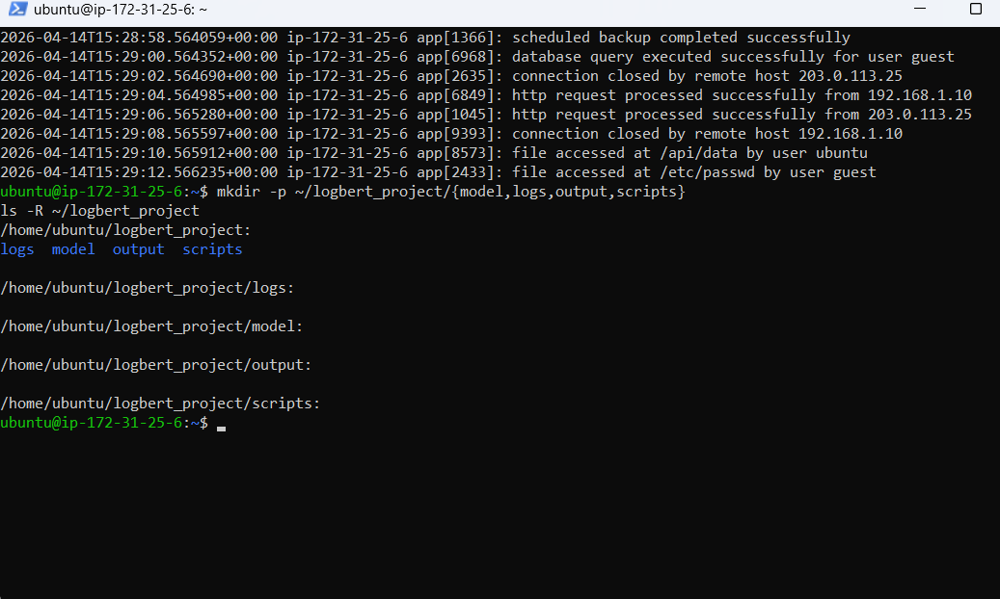 ubuntu@ip-172-31-25-6: ~
2026-04-14T15:28:58.564059+00:00 ip-172-31-25-6 app[1366]: scheduled backup completed successfully
2026-04-14T15:29:00.564352+00:00 ip-172-31-25-6 app[6968]: database query executed successfully for user guest
2026-04-14T15:29:02.564690+00:00 ip-172-31-25-6 app[2635]: connection closed by remote host 203.0.113.25
2026-04-14T15:29:04.564985+00:00 ip-172-31-25-6 app[6849]: http request processed successfully from 192.168.1.10
2026-04-14T15:29:06.565280+00:00 ip-172-31-25-6 app[1045]: http request processed successfully from 203.0.113.25
2026-04-14T15:29:08.565597+00:00 ip-172-31-25-6 app[9393]: connection closed by remote host 192.168.1.10
2026-04-14T15:29:10.565912+00:00 ip-172-31-25-6 app[8573]: file accessed at /api/data by user ubuntu
2026-04-14T15:29:12.566235+00:00 ip-172-31-25-6 app[2433]: file accessed at /etc/passwd by user guest
ubuntu@ip-172-31-25-6:~$ mkdir -p ~/logbert_project/{model,logs,output,scripts}
ls -R ~/logbert_project
/home/ubuntu/logbert_project:
logs  model  output  scripts

/home/ubuntu/logbert_project/logs:

/home/ubuntu/logbert_project/model:

/home/ubuntu/logbert_project/output:

/home/ubuntu/logbert_project/scripts:
ubuntu@ip-172-31-25-6:~$